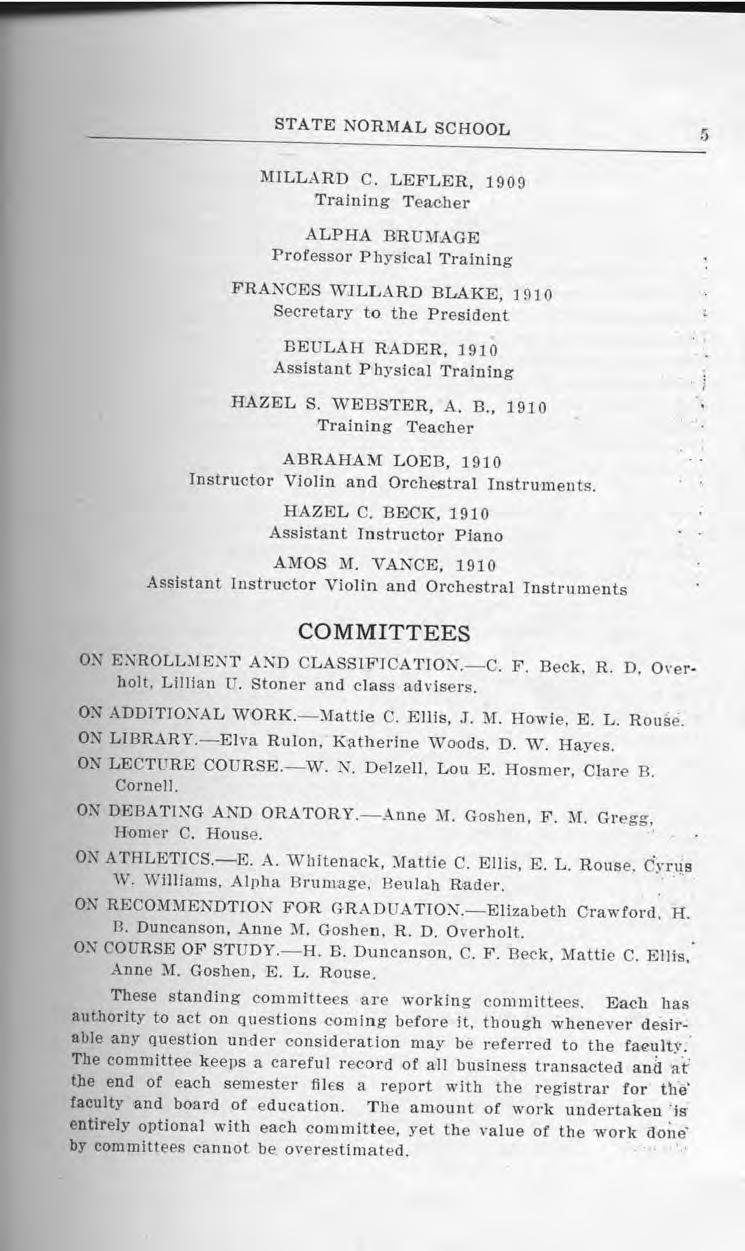 STATE NORMAL SCHOOL 5
MILLARD C. LEFLER, 1909
Training Teacher
ALPHA BRUMAGE
Professor Physical Training
FRANCES WILLARD BLAKE, 1910
Secretary to the President
BEULAH RADER, 1910
Assistant Physical Training
HAZEL S. WEBSTER, A. B., 1910
Training Teacher
ABRAHAM LOEB, 1910
Instructor Violin and Orchestral Instruments.
HAZEL C. BECK, 1910
Assistant Instructor Piano
AMOS M. VANCE, 1910
Assistant Instructor Violin and Orchestral Instruments
COMMITTEES
ON ENROLLMENT AND CLASSIFICATION.—C. F. Beck, R. D, Over-
holt, Lillian U. Stoner and class advisers.
ON ADDITIONAL WORK.—Mattie C. Ellis, J. M. Howie, E. L. Rouse.
ON LIBRARY.—Elva Rulon, Katherine Woods, D. W. Hayes.
ON LECTURE COURSE.—W. N. Delzell, Lou E. Hosmer, Clare B.
Cornell.
ON DEBATING AND ORATORY.—Anne M. Goshen, F. M. Gregg,
Homer C. House.
ON ATHLETICS.—E. A. Whitenack, Mattie C. Ellis, E. L. Rouse, Cyrus
W. Williams, Alpha Brumage, Beulah Rader.
ON RECOMMENDTION FOR GRADUATION.—Elizabeth Crawford, H.
B. Duncanson, Anne M. Goshen, R. D. Overholt.
ON COURSE OF STUDY.—H. B. Duncanson, C. F. Beck, Mattie C. Ellis,
Anne M. Goshen, E. L. Rouse.
These standing committees are working committees. Each has
authority to act on questions coming before it, though whenever desir-
able any question under consideration may be referred to the faculty.
The committee keeps a careful record of all business transacted and at
the end of each semester files a report with the registrar for the
faculty and board of education. The amount of work undertaken is
entirely optional with each committee, yet the value of the work done
by committees cannot be overestimated.